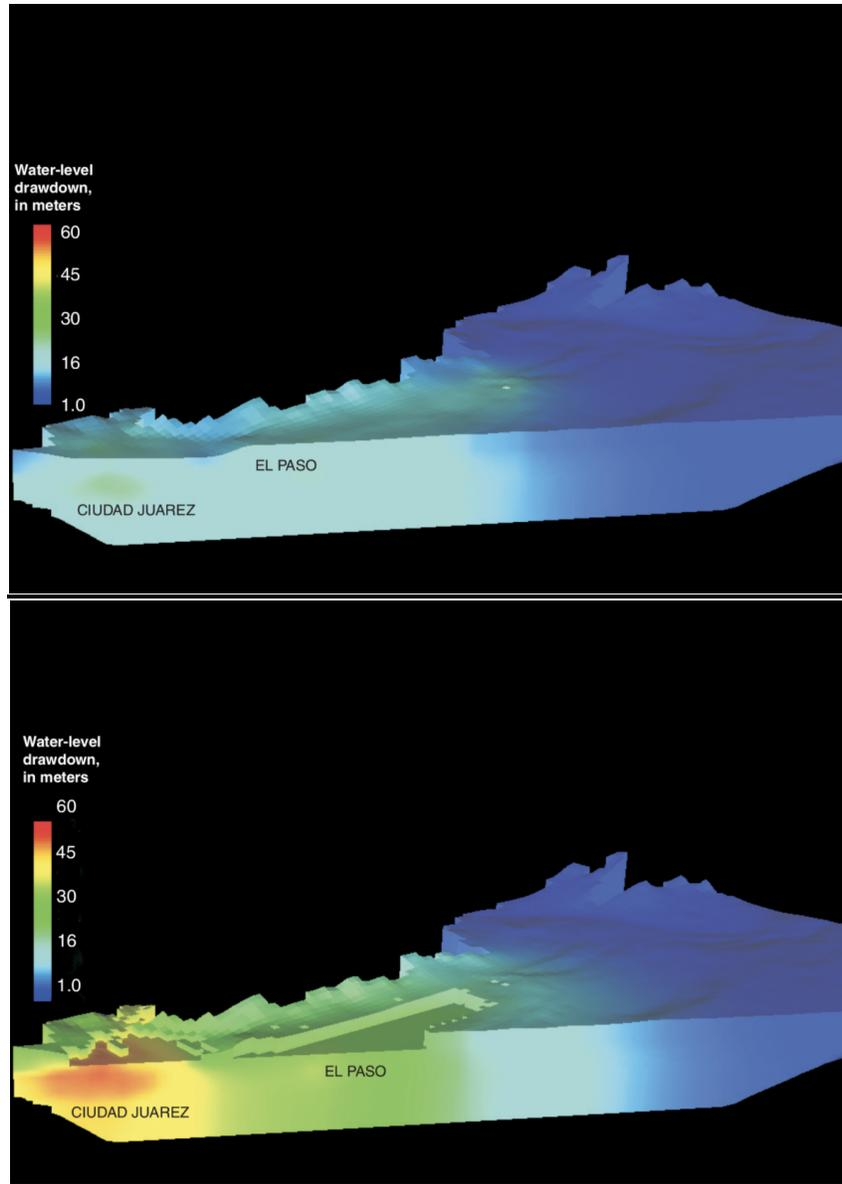 Water-level
drawdown,
in meters
60
45
30
16
1.0
EL PASO
CIUDAD JUAREZ
Water-level
drawdown,
in meters
60
45
30
16
1.0
EL PASO
CIUDAD JUAREZ